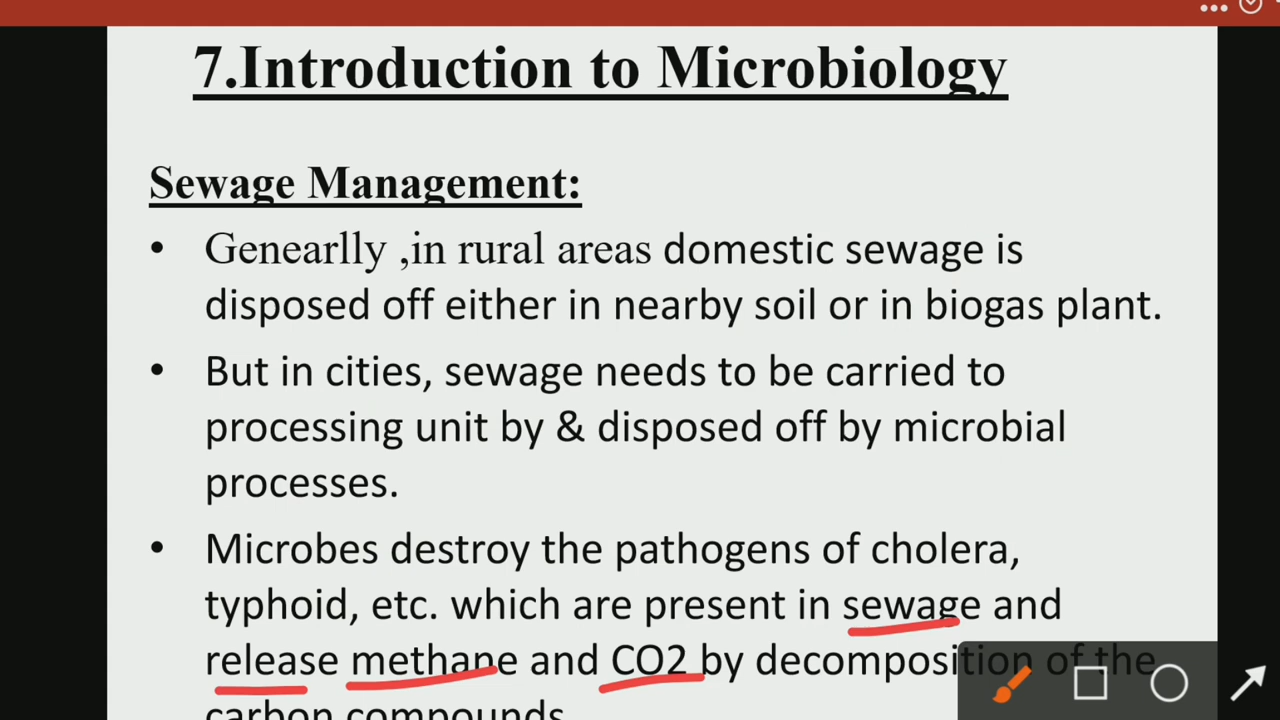 7.Introduction to Microbiology
Sewage Management:
• Genearlly ,in rural areas domestic sewage is
disposed off either in nearby soil or in biogas plant.
• But in cities, sewage needs to be carried to
processing unit by & disposed off by microbial
processes.
• Microbes destroy the pathogens of cholera,
typhoid, etc. which are present in sewage and
release methane and CO2 by decomposition of the
carbon compounds